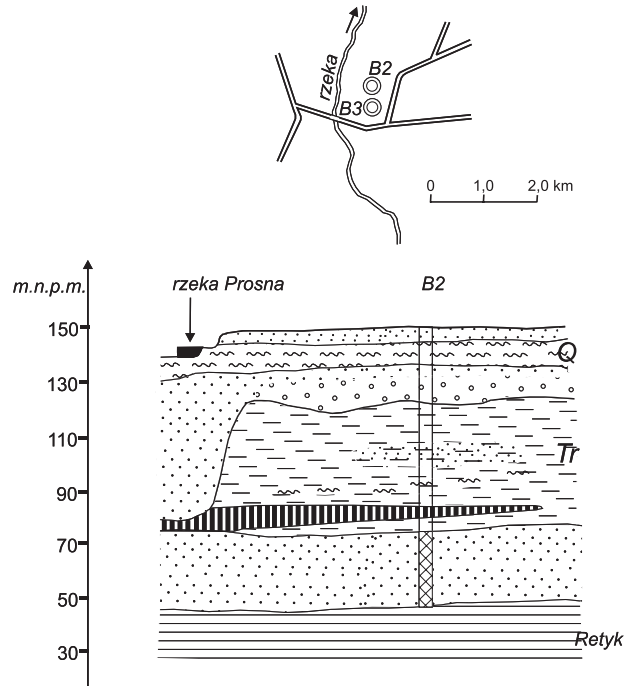 rzeka
B2
B3
0 1,0 2,0 km
m.n.p.m.
rzeka Prosna
B2
150
Q
130
110
Tr
90
70
50
Retyk
30